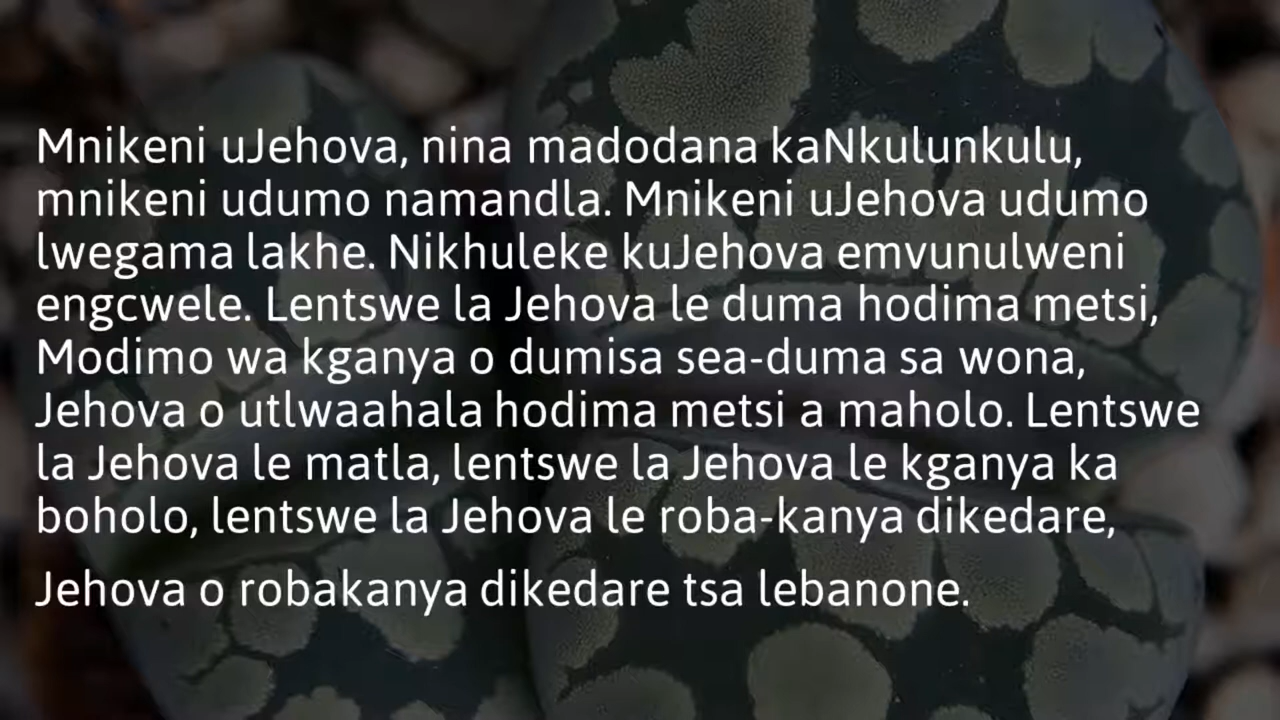 Mnikeni uJehova, nina madodana kaNkulunkulu,
mnikeni udumo namandla. Mnikeni uJehova udumo
lwegama lakhe. Nikhuleke kuJehova emvunulweni
engcwele. Lentswe la Jehova le duma hodima metsi,
Modimo wa kganya o dumisa sea-duma sa wona,
Jehova o utlwaahala hodima metsi a maholo. Lentswe
la Jehova le matla, lentswe la Jehova le kganya ka
boholo, lentswe la Jehova le roba-kanya dikedare,
Jehova o robakanya dikedare tsa lebanone.